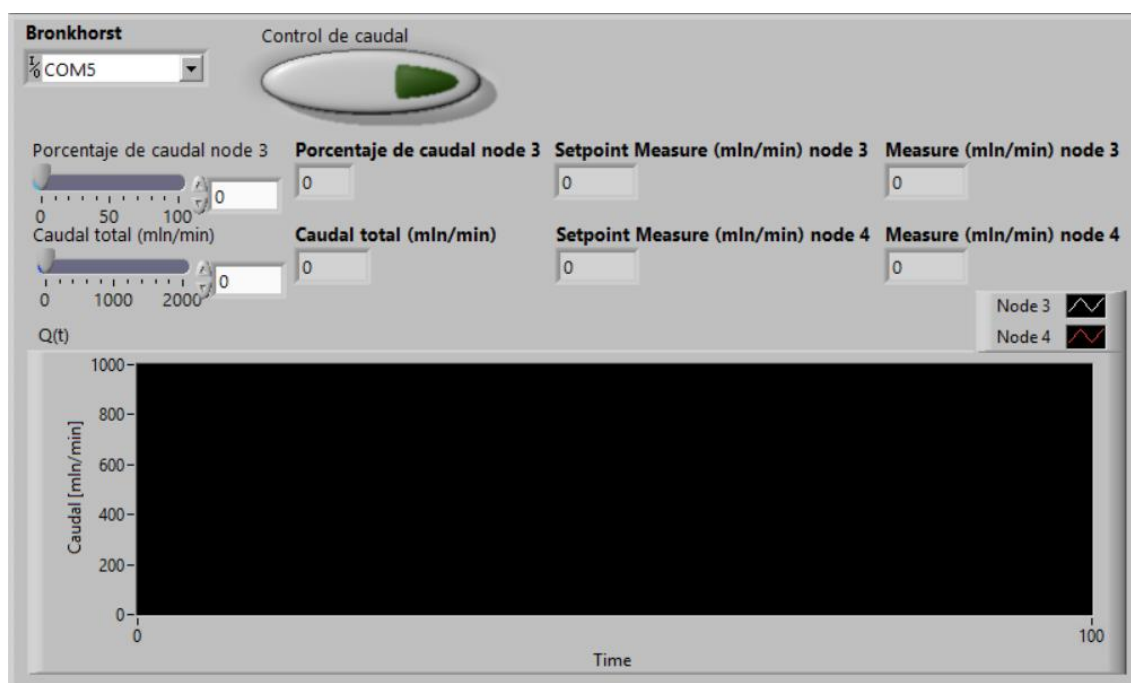 Bronkhorst
Control de caudal
I/O COM5
Porcentaje de caudal node 3
0
0 50 100
Porcentaje de caudal node 3
0
Setpoint Measure (mln/min) node 3
0
Measure (mln/min) node 3
0
Caudal total (mln/min)
0
0 1000 2000
Caudal total (mln/min)
0
Setpoint Measure (mln/min) node 4
0
Measure (mln/min) node 4
0
Node 3
Node 4
Q(t)
Caudal [mln/min]
1000
800
600
400
200
0
0 100
Time